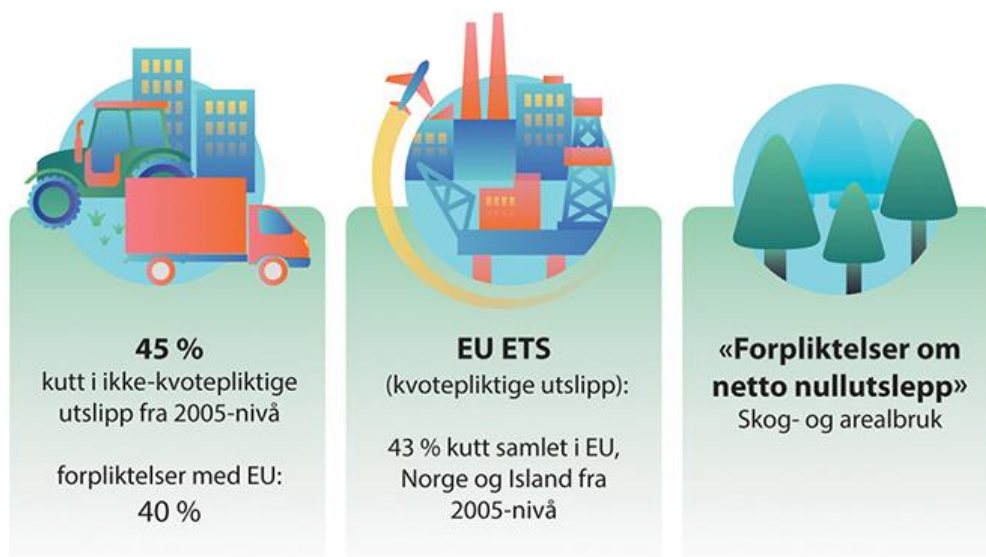 45 %
kutt i ikke-kvotepliktige
utslipp fra 2005-nivå
forpliktelser med EU:
40 %
EU ETS
(kvotepliktige utslipp):
43 % kutt samlet i EU,
Norge og Island fra
2005-nivå
«Forpliktelser om
netto nullutslepp»
Skog- og arealbruk